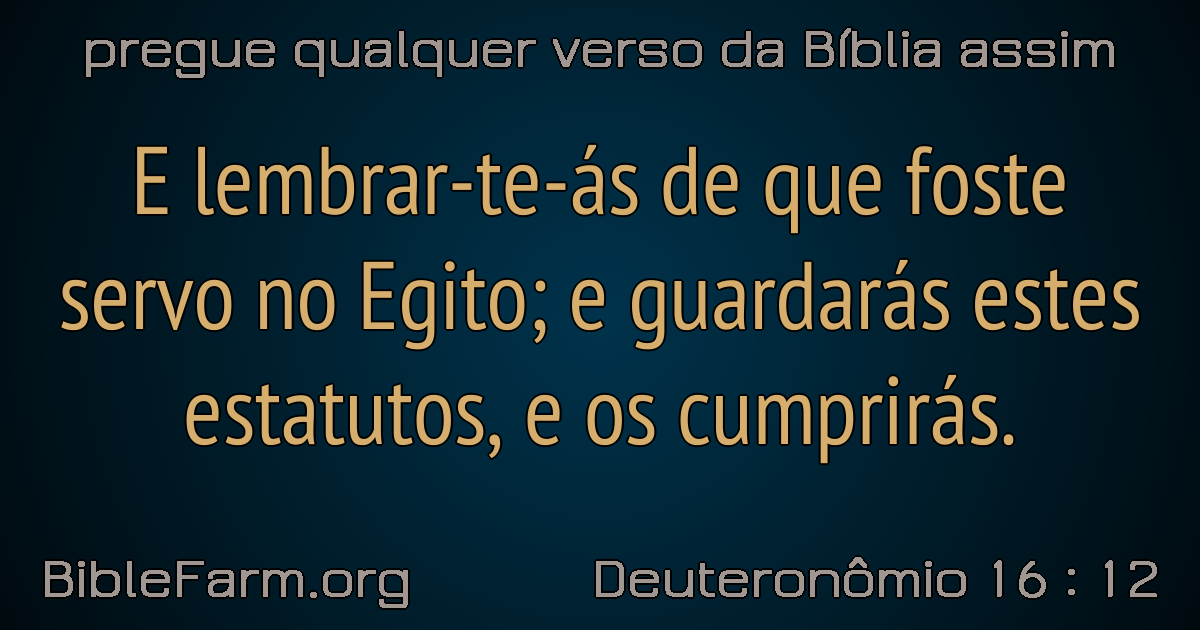 pregue qualquer verso da Bíblia assim
E lembrar-te-ás de que foste
servo no Egito; e guardarás estes
estatutos, e os cumprirás.
BibleFarm.org
Deuteronômio 16 : 12